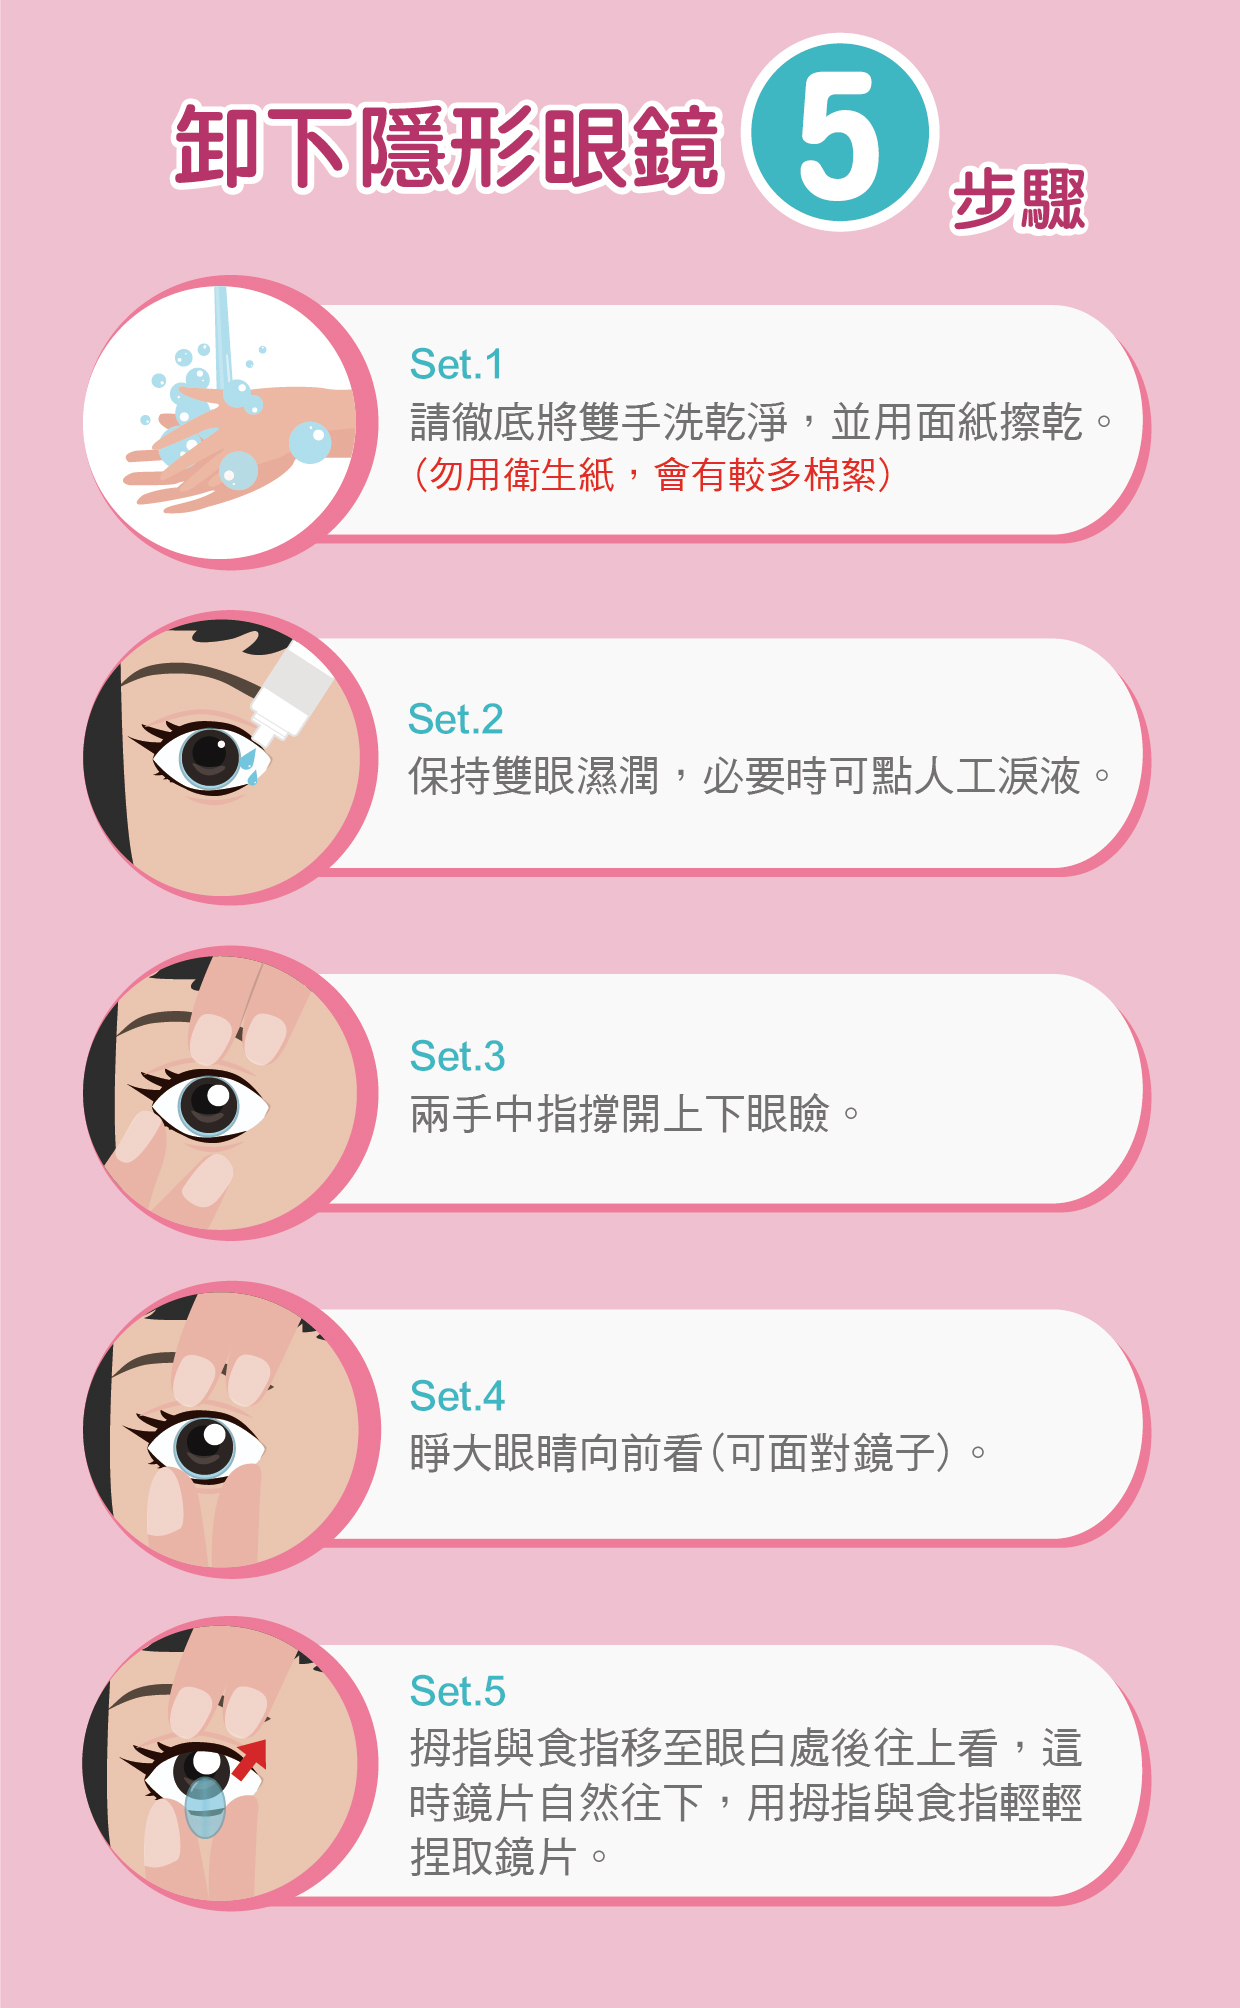 卸下隱形眼鏡5步驟
Set.1
請徹底將雙手洗乾淨，並用面紙擦乾。
（勿用衛生紙，會有較多棉絮）
Set.2
保持雙眼濕潤，必要時可點人工淚液。
Set.3
兩手中指撐開上下眼瞼。
Set.4
睜大眼睛向前看（可面對鏡子）。
Set.5
拇指與食指移至眼白處後往上看，這
時鏡片自然往下，用拇指與食指輕輕
捏取鏡片。